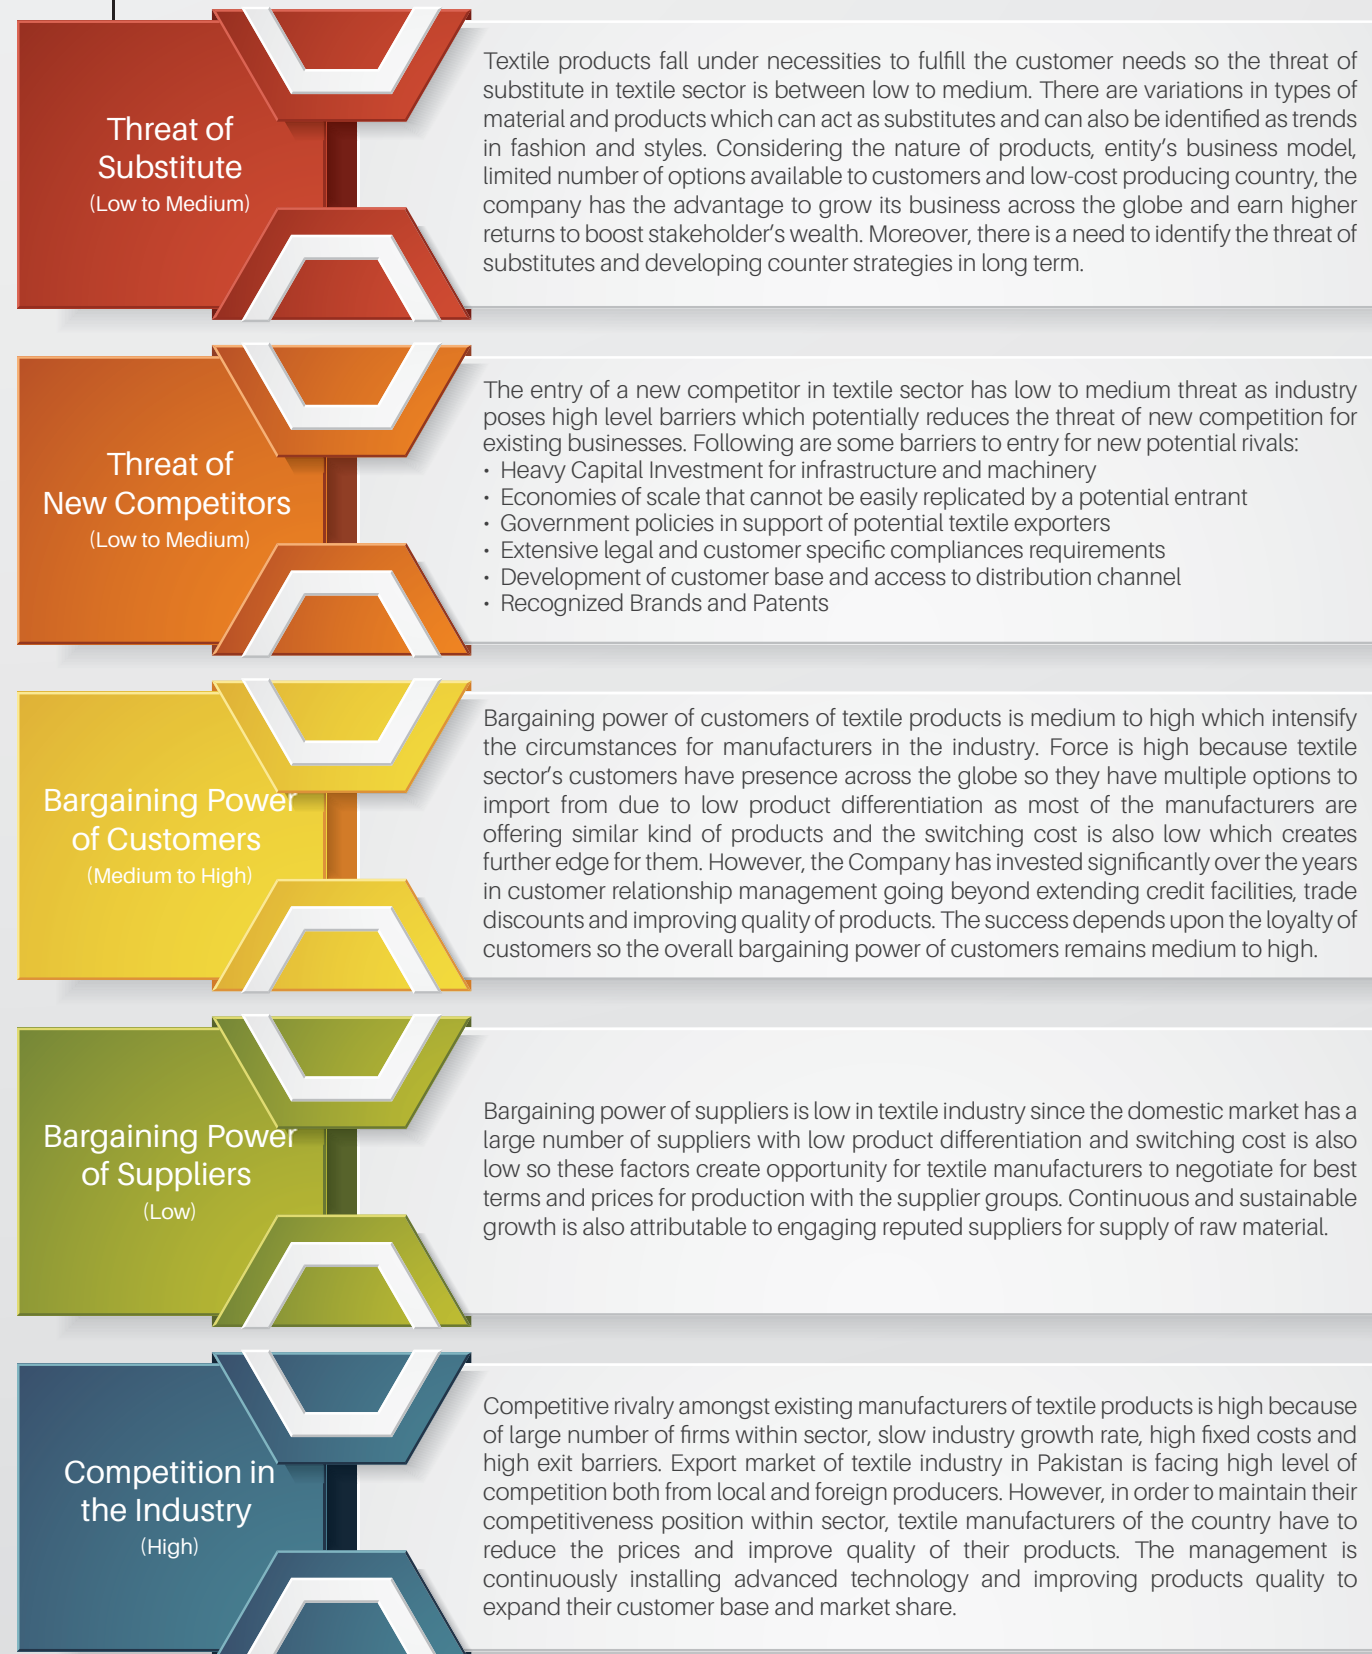 Threat of
Substitute
(Low to Medium)
Textile products fall under necessities to fulfill the customer needs so the threat of
substitute in textile sector is between low to medium. There are variations in types of
material and products which can act as substitutes and can also be identified as trends
in fashion and styles. Considering the nature of products, entity’s business model,
limited number of options available to customers and low-cost producing country, the
company has the advantage to grow its business across the globe and earn higher
returns to boost stakeholder’s wealth. Moreover, there is a need to identify the threat of
substitutes and developing counter strategies in long term.
Threat of
New Competitors
(Low to Medium)
The entry of a new competitor in textile sector has low to medium threat as industry
poses high level barriers which potentially reduces the threat of new competition for
existing businesses. Following are some barriers to entry for new potential rivals:
• Heavy Capital Investment for infrastructure and machinery
• Economies of scale that cannot be easily replicated by a potential entrant
• Government policies in support of potential textile exporters
• Extensive legal and customer specific compliances requirements
• Development of customer base and access to distribution channel
• Recognized Brands and Patents
Bargaining Power
of Customers
(Medium to High)
Bargaining power of customers of textile products is medium to high which intensify
the circumstances for manufacturers in the industry. Force is high because textile
sector’s customers have presence across the globe so they have multiple options to
import from due to low product differentiation as most of the manufacturers are
offering similar kind of products and the switching cost is also low which creates
further edge for them. However, the Company has invested significantly over the years
in customer relationship management going beyond extending credit facilities, trade
discounts and improving quality of products. The success depends upon the loyalty of
customers so the overall bargaining power of customers remains medium to high.
Bargaining Power
of Suppliers
(Low)
Bargaining power of suppliers is low in textile industry since the domestic market has a
large number of suppliers with low product differentiation and switching cost is also
low so these factors create opportunity for textile manufacturers to negotiate for best
terms and prices for production with the supplier groups. Continuous and sustainable
growth is also attributable to engaging reputed suppliers for supply of raw material.
Competition in
the Industry
(High)
Competitive rivalry amongst existing manufacturers of textile products is high because
of large number of firms within sector, slow industry growth rate, high fixed costs and
high exit barriers. Export market of textile industry in Pakistan is facing high level of
competition both from local and foreign producers. However, in order to maintain their
competitiveness position within sector, textile manufacturers of the country have to
reduce the prices and improve quality of their products. The management is
continuously installing advanced technology and improving products quality to
expand their customer base and market share.